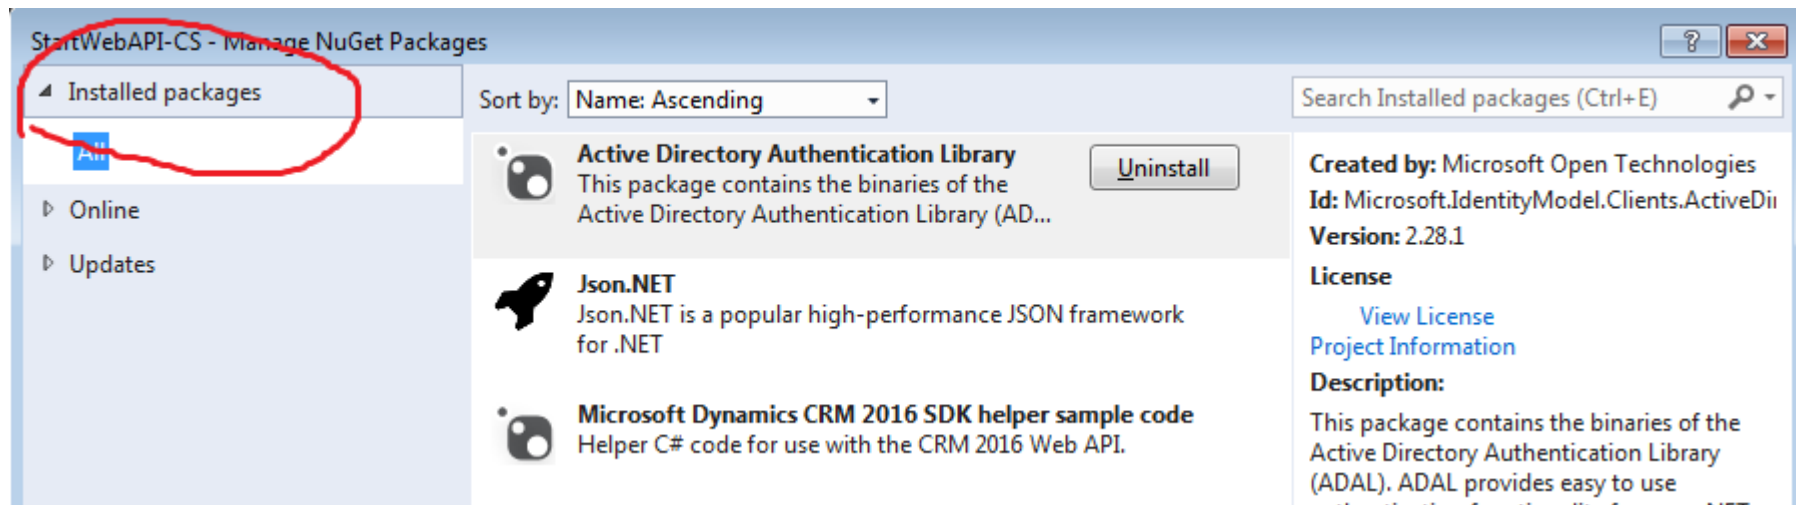 StartWebAPI-CS - Manage NuGet Packages
Installed packages
All
Online
Updates
Sort by: Name: Ascending
Search Installed packages (Ctrl+E)
Active Directory Authentication Library
This package contains the binaries of the
Active Directory Authentication Library (AD...
Uninstall
Json.NET
Json.NET is a popular high-performance JSON framework
for .NET
Microsoft Dynamics CRM 2016 SDK helper sample code
Helper C# code for use with the CRM 2016 Web API.
Created by: Microsoft Open Technologies
Id: Microsoft.IdentityModel.Clients.ActiveDir
Version: 2.28.1
License
View License
Project Information
Description:
This package contains the binaries of the
Active Directory Authentication Library
(ADAL). ADAL provides easy to use